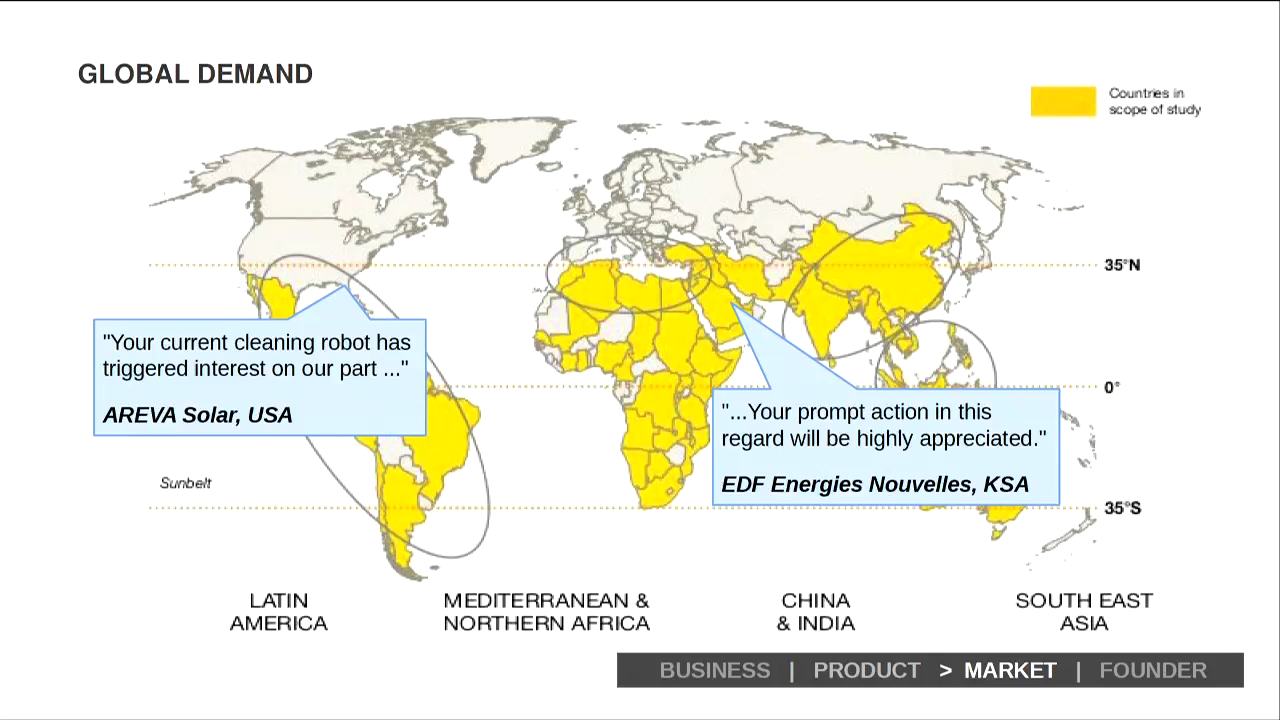 GLOBAL DEMAND
Countries in
scope of study
35°N
"Your current cleaning robot has
triggered interest on our part ..."
AREVA Solar, USA
0°
"...Your prompt action in this
regard will be highly appreciated."
EDF Energies Nouvelles, KSA
Sunbelt
35°S
LATIN
AMERICA
MEDITERRANEAN &
NORTHERN AFRICA
CHINA
& INDIA
SOUTH EAST
ASIA
BUSINESS | PRODUCT > MARKET | FOUNDER